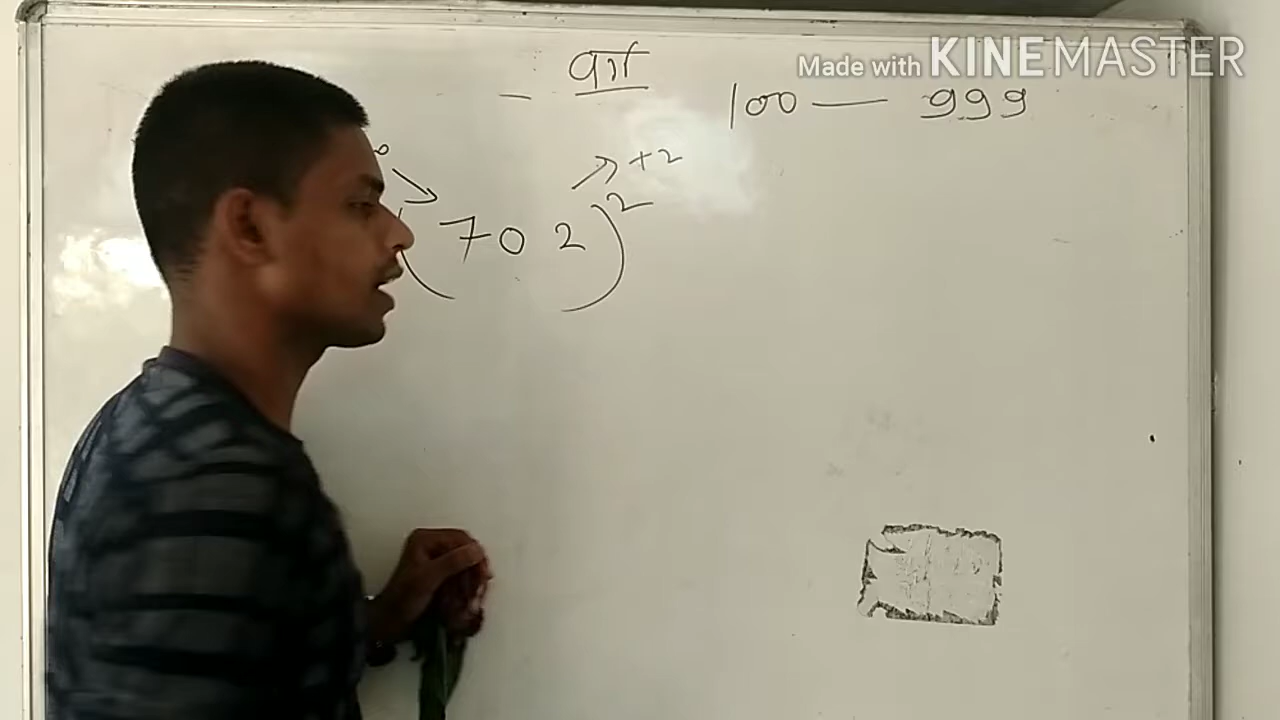 Made with KINEMASTER
वर्ग
100 — 999
+2
(702)²